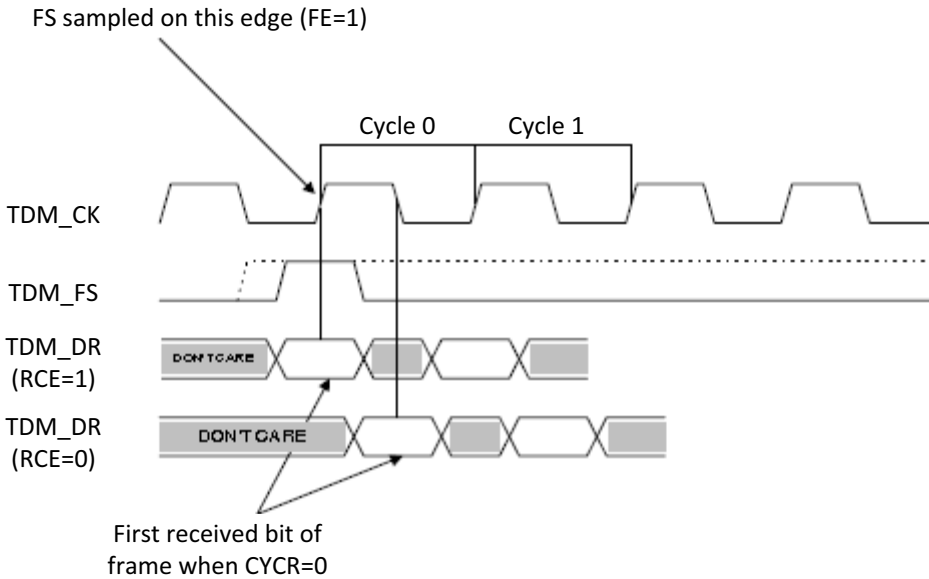 FS sampled on this edge (FE=1)
Cycle 0
Cycle 1
TDM_CK
TDM_FS
TDM_DR
(RCE=1)
DON'T CARE
TDM_DR
(RCE=0)
DON'T CARE
First received bit of
frame when CYCR=0